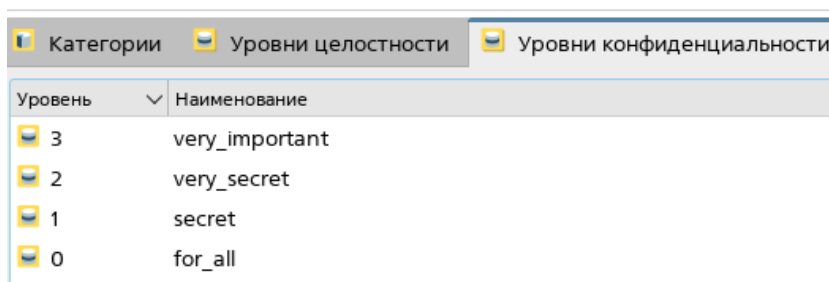 Категории Уровни целостности Уровни конфиденциальности
Уровень Наименование
3 very_important
2 very_secret
1 secret
0 for_all